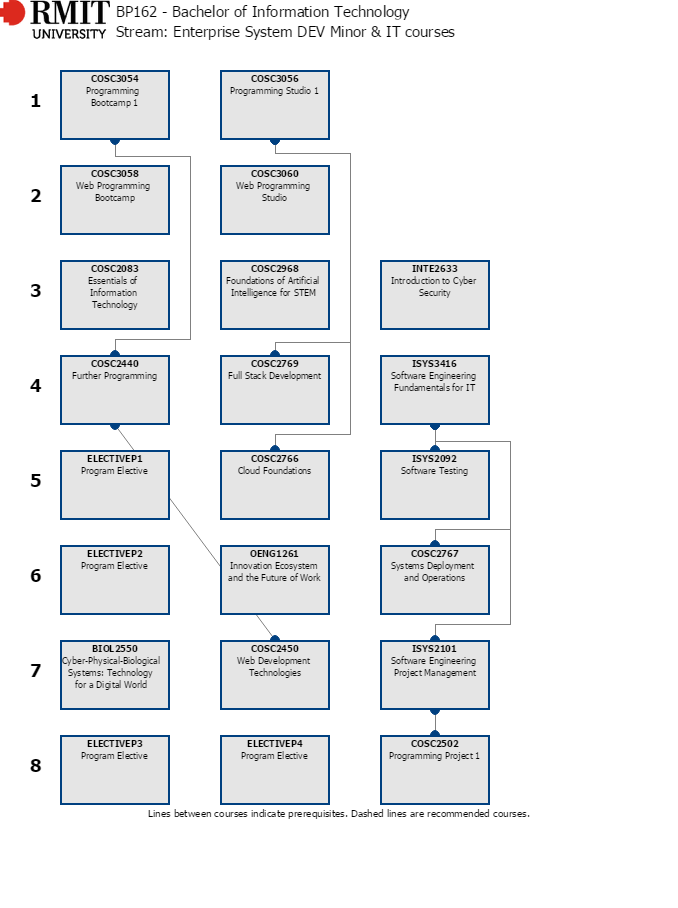 RMIT
UNIVERSITY
BP162 - Bachelor of Information Technology
Stream: Enterprise System DEV Minor & IT courses
1
COSC3054
Programming
Bootcamp 1
COSC3056
Programming Studio 1
2
COSC3058
Web Programming
Bootcamp
COSC3060
Web Programming
Studio
3
COSC2083
Essentials of
Information
Technology
COSC2968
Foundations of Artificial
Intelligence for STEM
INTE2633
Introduction to Cyber
Security
4
COSC2440
Further Programming
COSC2769
Full Stack Development
ISYS3416
Software Engineering
Fundamentals for IT
5
ELECTIVEP1
Program Elective
COSC2766
Cloud Foundations
ISYS2092
Software Testing
6
ELECTIVEP2
Program Elective
OENG1261
Innovation Ecosystem
and the Future of Work
COSC2767
Systems Deployment
and Operations
7
BIOL2550
Cyber-Physical-Biological
Systems: Technology
for a Digital World
COSC2450
Web Development
Technologies
ISYS2101
Software Engineering
Project Management
8
ELECTIVEP3
Program Elective
ELECTIVEP4
Program Elective
COSC2502
Programming Project 1
Lines between courses indicate prerequisites. Dashed lines are recommended courses.